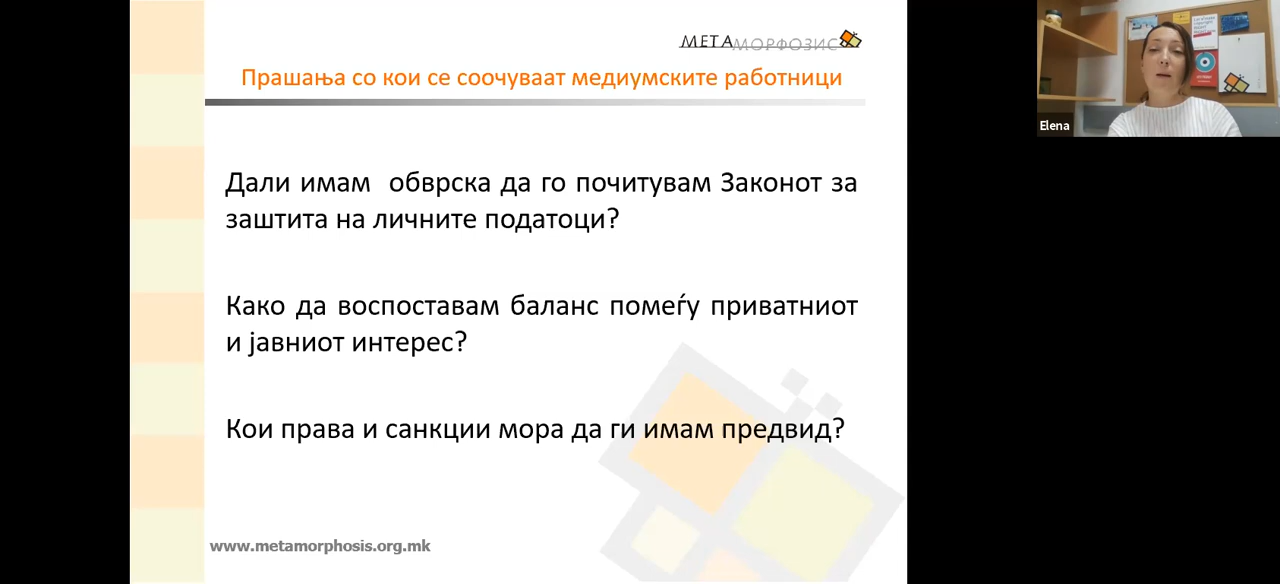 МЕТАМОРФОЗИС
Прашања со кои се соочуваат медиумските работници
Дали имам обврска да го почитувам Законот за
заштита на личните податоци?
Како да воспоставам баланс помеѓу приватниот
и јавниот интерес?
Кои права и санкции мора да ги имам предвид?
www.metamorphosis.org.mk
Elena